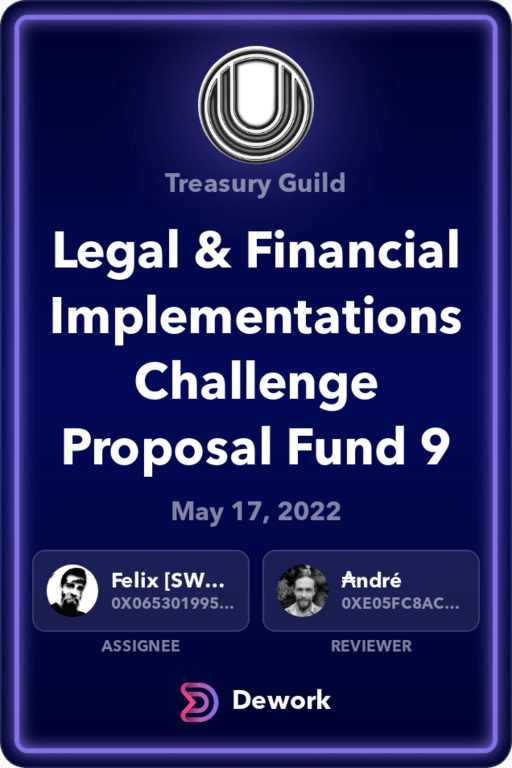 Treasury Guild
Legal & Financial
Implementations
Challenge
Proposal Fund 9
May 17, 2022
Felix [SW...
0X065301995...
ASSIGNEE
₳ndré
0XE05FC8AC...
REVIEWER
Dework